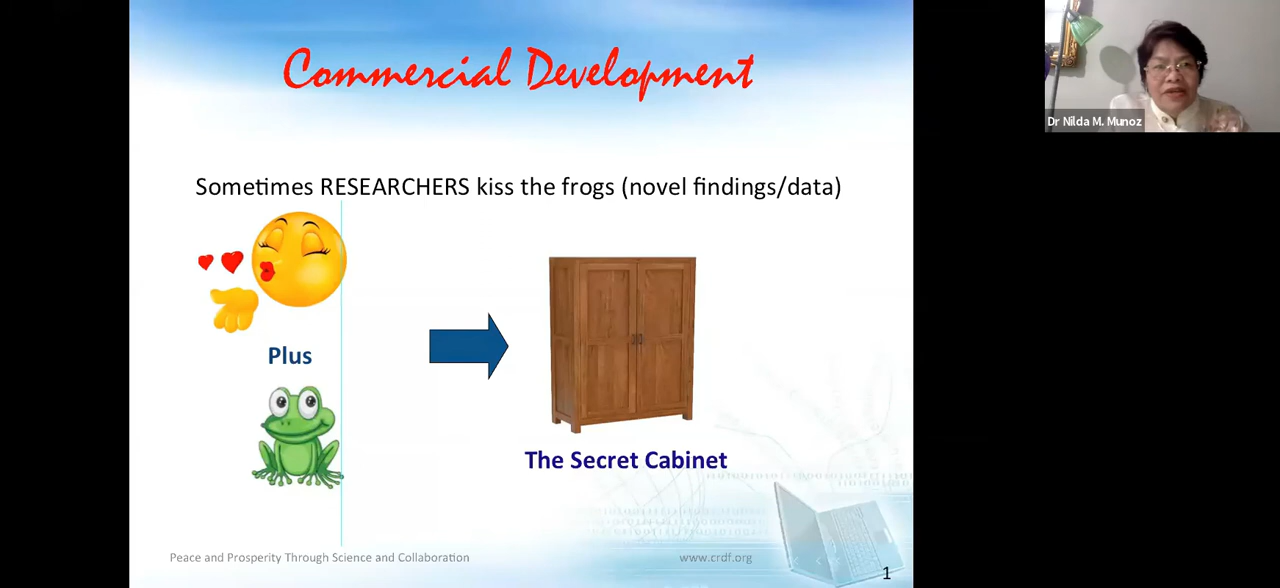 Commercial Development
Dr Nilda M. Munoz
Sometimes RESEARCHERS kiss the frogs (novel findings/data)
Plus
The Secret Cabinet
Peace and Prosperity Through Science and Collaboration
www.crdf.org
1